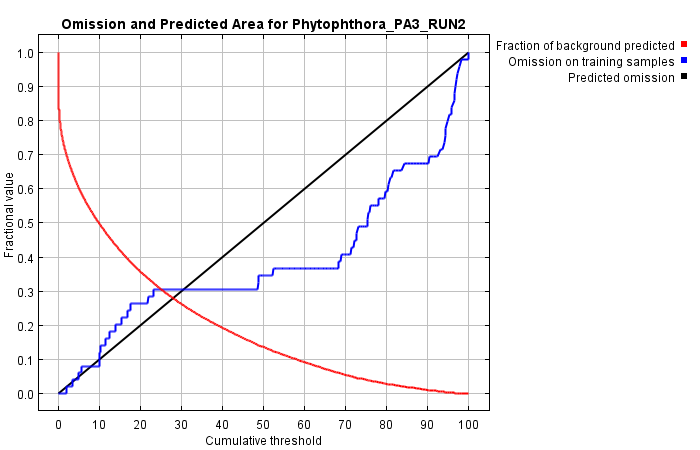 Omission and Predicted Area for Phytophthora_PA3_RUN2
Fraction of background predicted
Omission on training samples
Predicted omission
1.0
0.9
0.8
0.7
0.6
0.5
0.4
0.3
0.2
0.1
0.0
Fractional value
0 10 20 30 40 50 60 70 80 90 100
Cumulative threshold